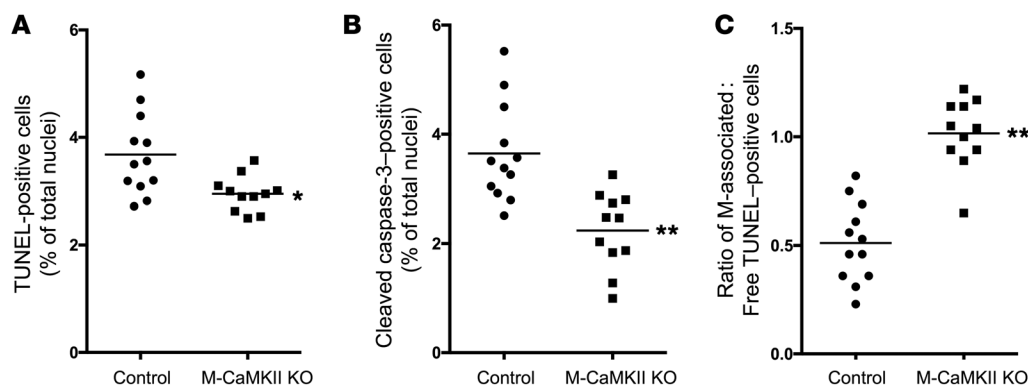 A
TUNEL-positive cells
(% of total nuclei)
6
4
2
0
*
Control
M-CaMKII KO
B
Cleaved caspase-3–positive cells
(% of total nuclei)
6
4
2
0
**
Control
M-CaMKII KO
C
Ratio of M-associated :
Free TUNEL–positive cells
1.5
1.0
0.5
0.0
**
Control
M-CaMKII KO